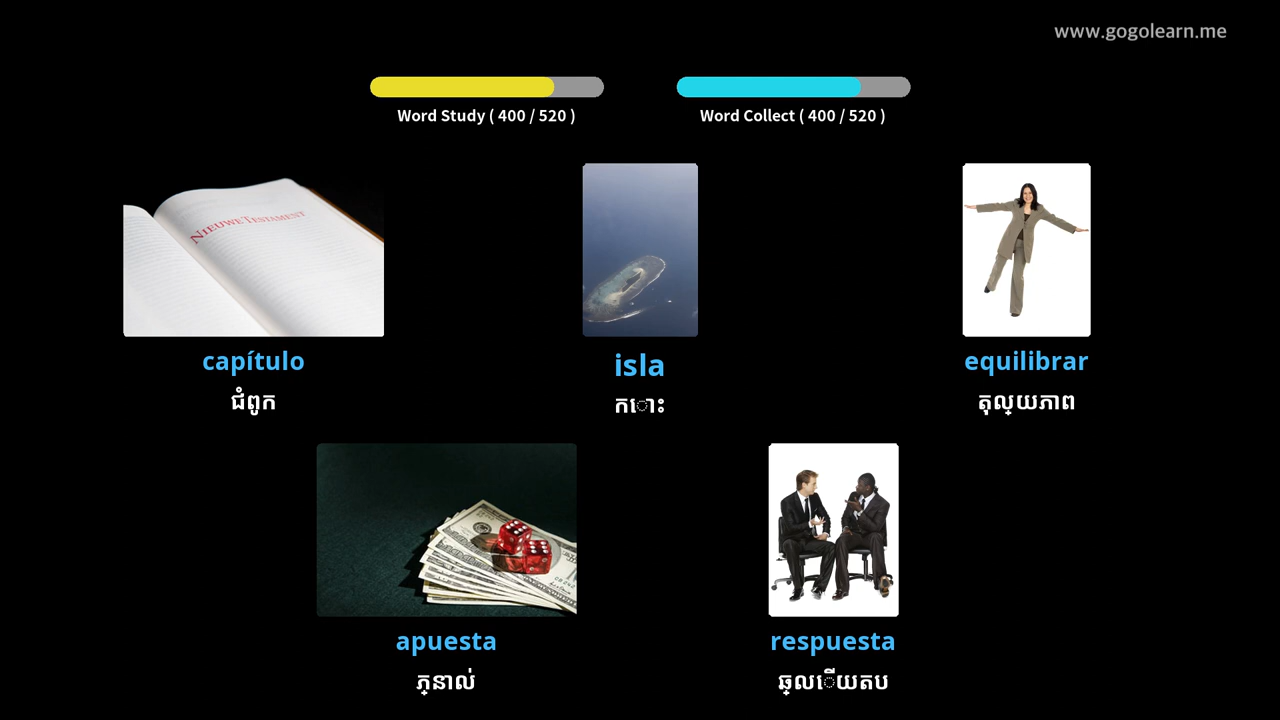 www.gogolearn.me
Word Study ( 400 / 520 )
Word Collect ( 400 / 520 )
NIEUWE TESTAMENT
capítulo
ជំពូក
isla
កោះ
equilibrar
តុល្យភាព
apuesta
ភ្នាល់
respuesta
ឆ្លើយតប